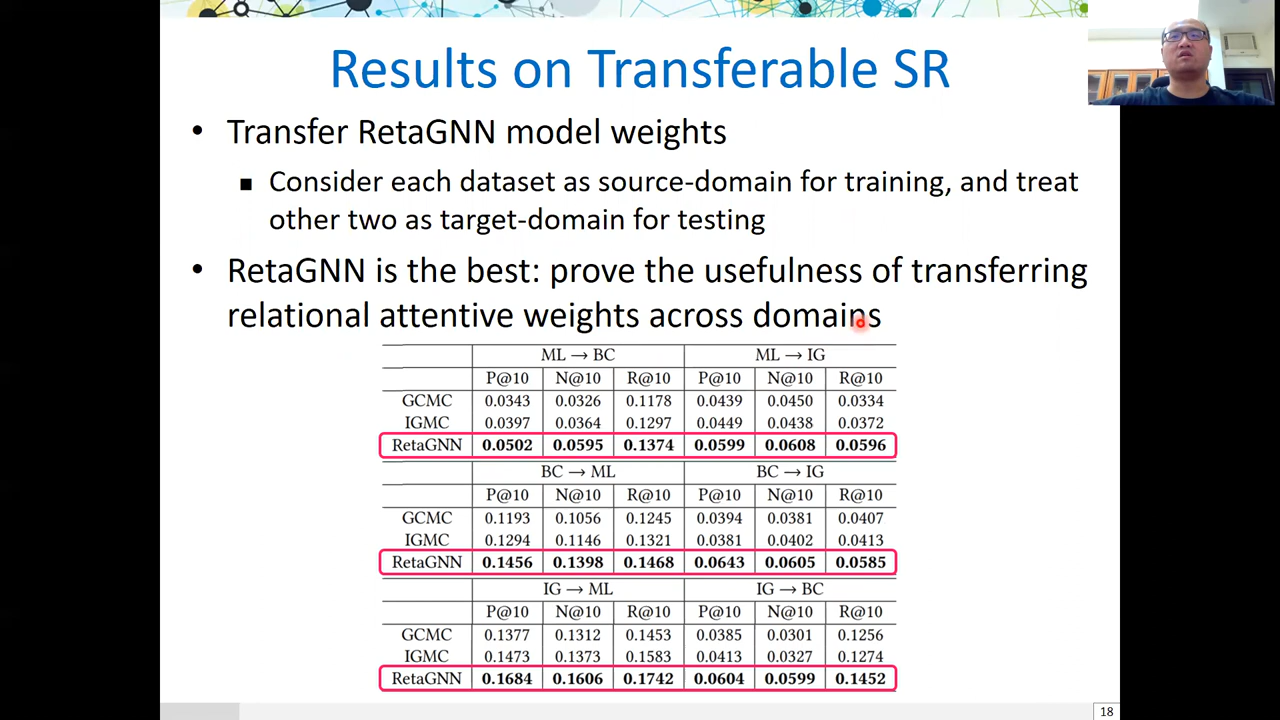 Results on Transferable SR
• Transfer RetaGNN model weights
▪ Consider each dataset as source-domain for training, and treat
other two as target-domain for testing
• RetaGNN is the best: prove the usefulness of transferring
relational attentive weights across domains
ML → BC ML → IG
P@10 N@10 R@10 P@10 N@10 R@10
GCMC 0.0343 0.0326 0.1178 0.0439 0.0450 0.0334
IGMC 0.0397 0.0364 0.1297 0.0449 0.0438 0.0372
RetaGNN 0.0502 0.0595 0.1374 0.0599 0.0608 0.0596
BC → ML BC → IG
P@10 N@10 R@10 P@10 N@10 R@10
GCMC 0.1193 0.1056 0.1245 0.0394 0.0381 0.0407
IGMC 0.1294 0.1146 0.1321 0.0381 0.0402 0.0413
RetaGNN 0.1456 0.1398 0.1468 0.0643 0.0605 0.0585
IG → ML IG → BC
P@10 N@10 R@10 P@10 N@10 R@10
GCMC 0.1377 0.1312 0.1453 0.0385 0.0301 0.1256
IGMC 0.1473 0.1373 0.1583 0.0413 0.0327 0.1274
RetaGNN 0.1684 0.1606 0.1742 0.0604 0.0599 0.1452
18